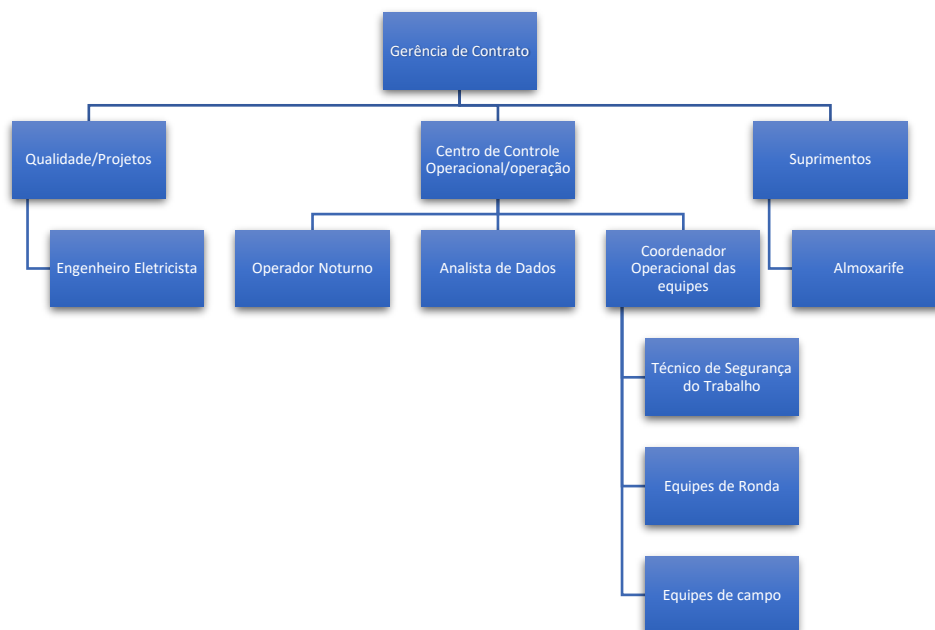 Gerência de Contrato
Qualidade/Projetos
Centro de Controle
Operacional/operação
Suprimentos
Engenheiro Eletricista
Operador Noturno
Analista de Dados
Coordenador
Operacional das
equipes
Almoxarife
Técnico de Segurança
do Trabalho
Equipes de Ronda
Equipes de campo